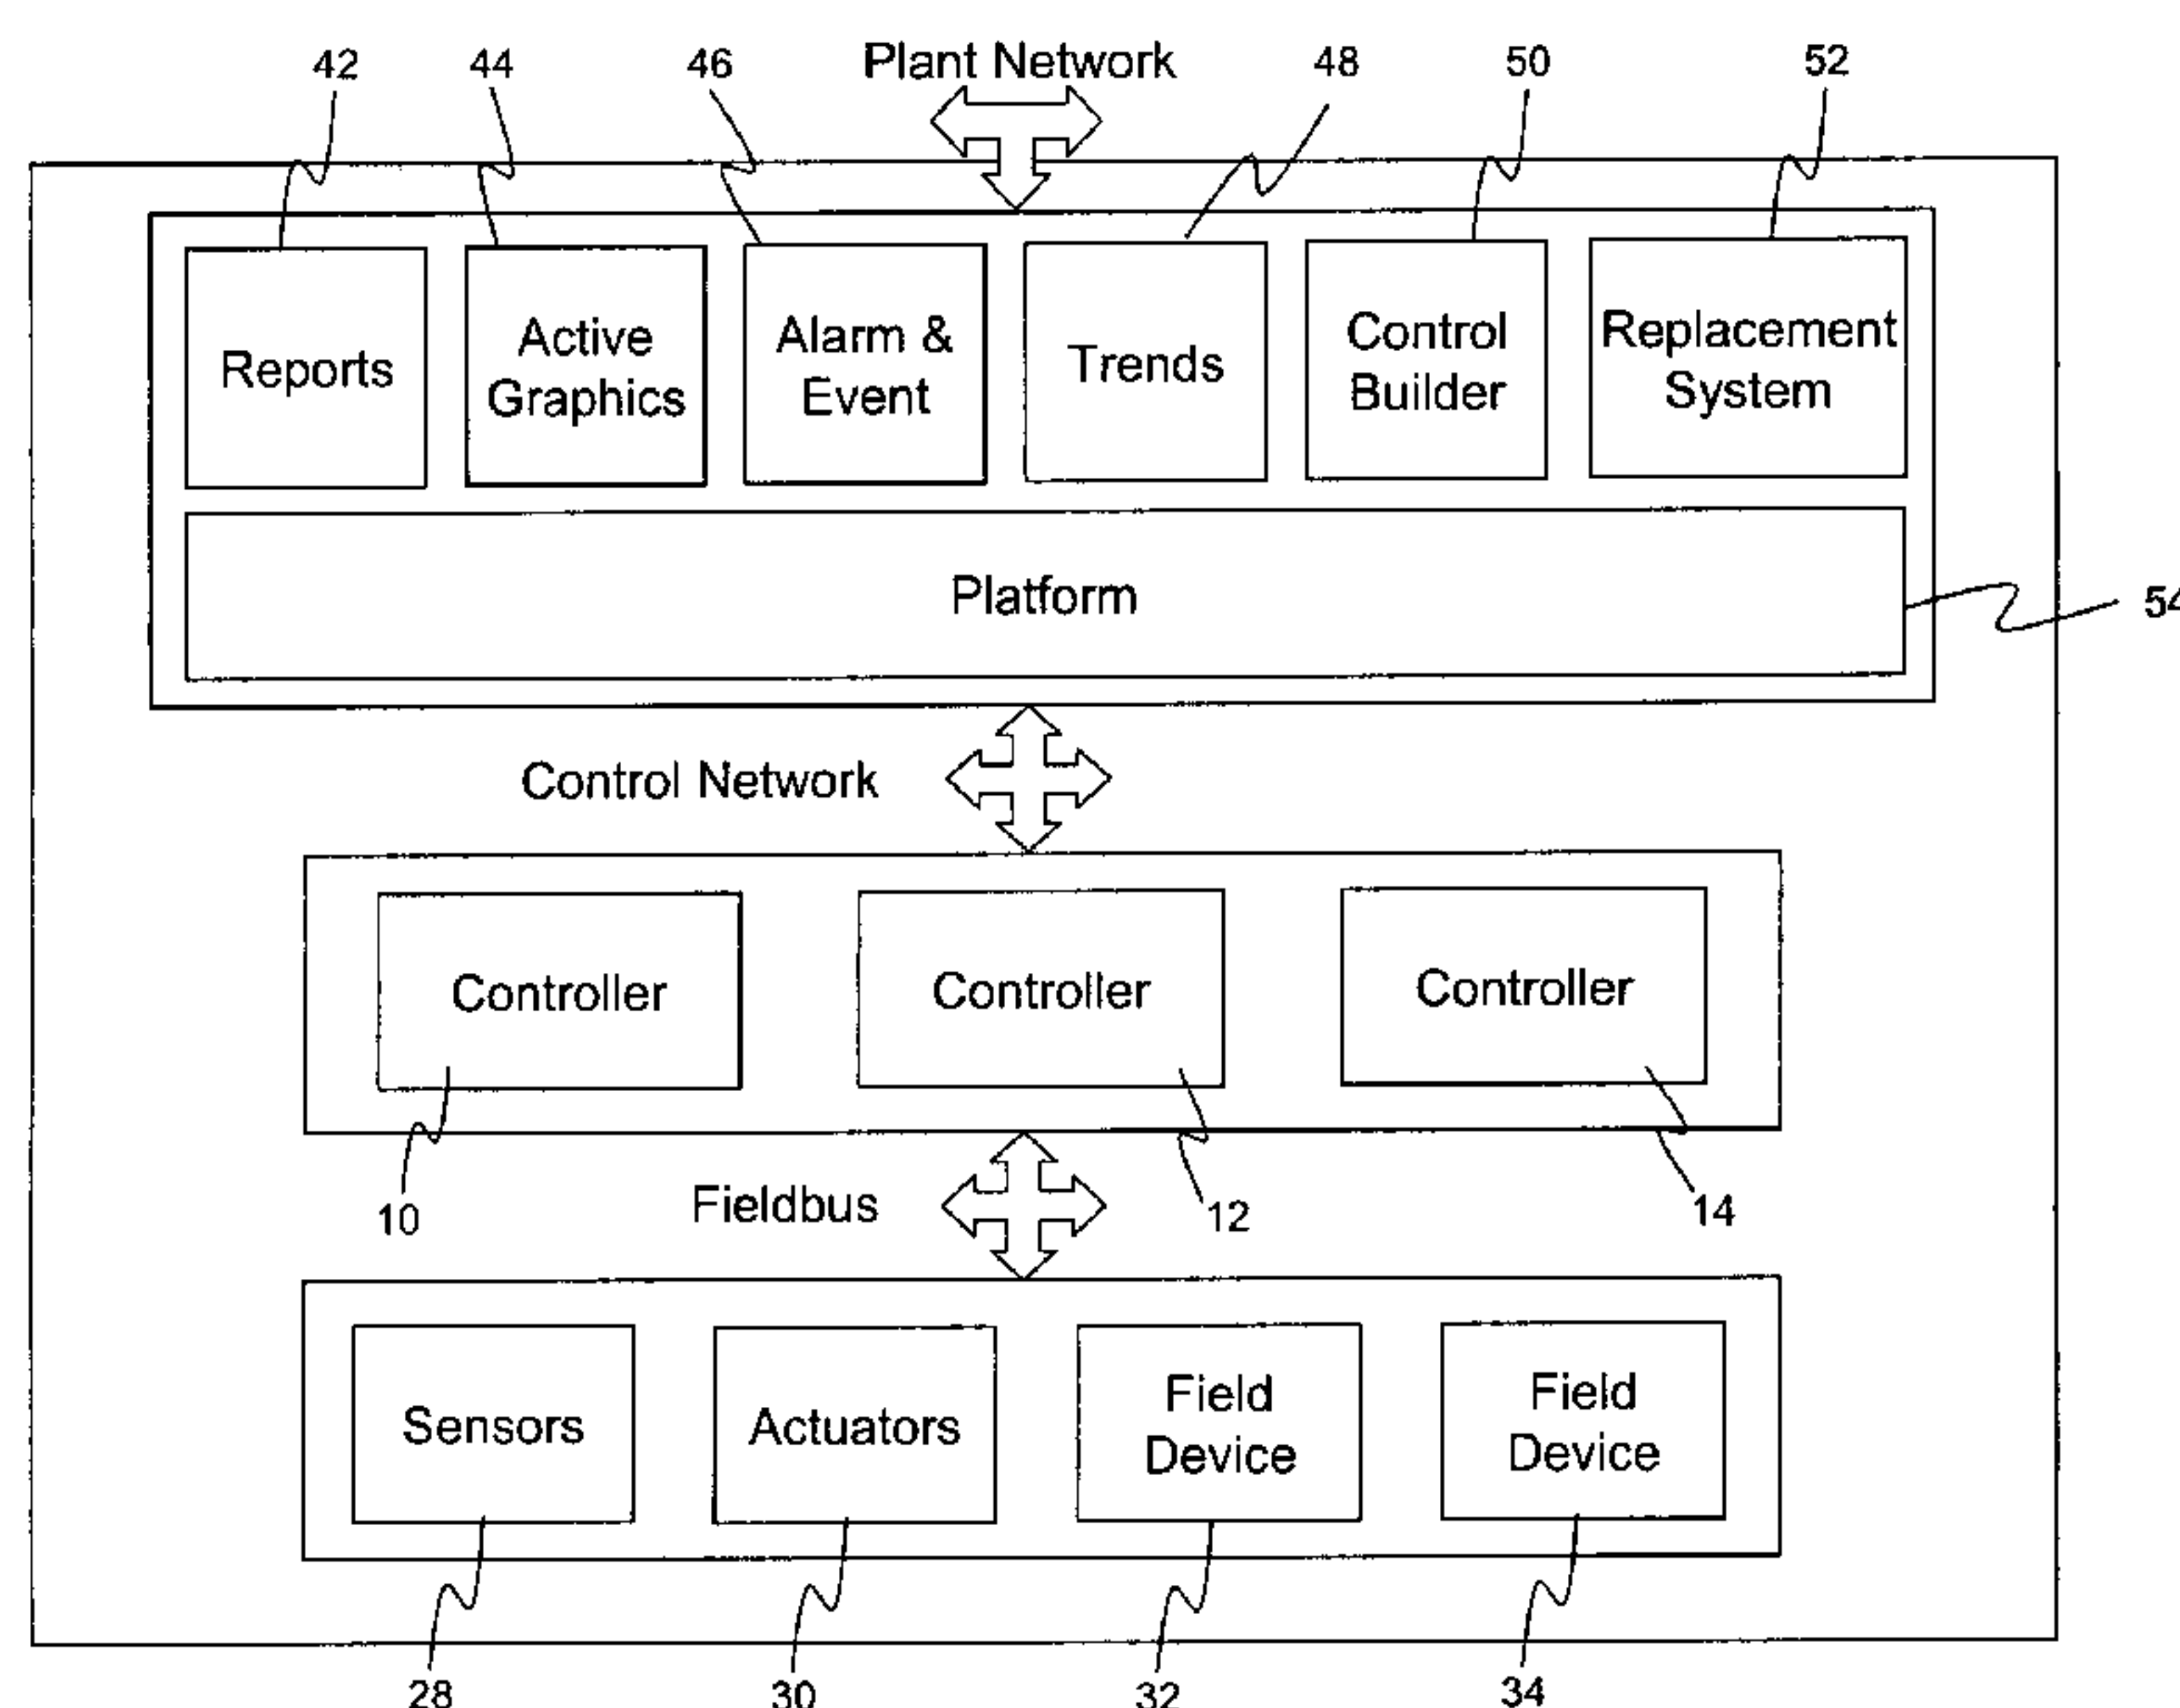 42 44 46 Plant Network 48 50 52
Reports
Active
Graphics
Alarm &
Event
Trends
Control
Builder
Replacement
System
Platform
54
Control Network
Controller
Controller
Controller
10
Fieldbus
12
14
Sensors
Actuators
Field
Device
Field
Device
28
30
32
34